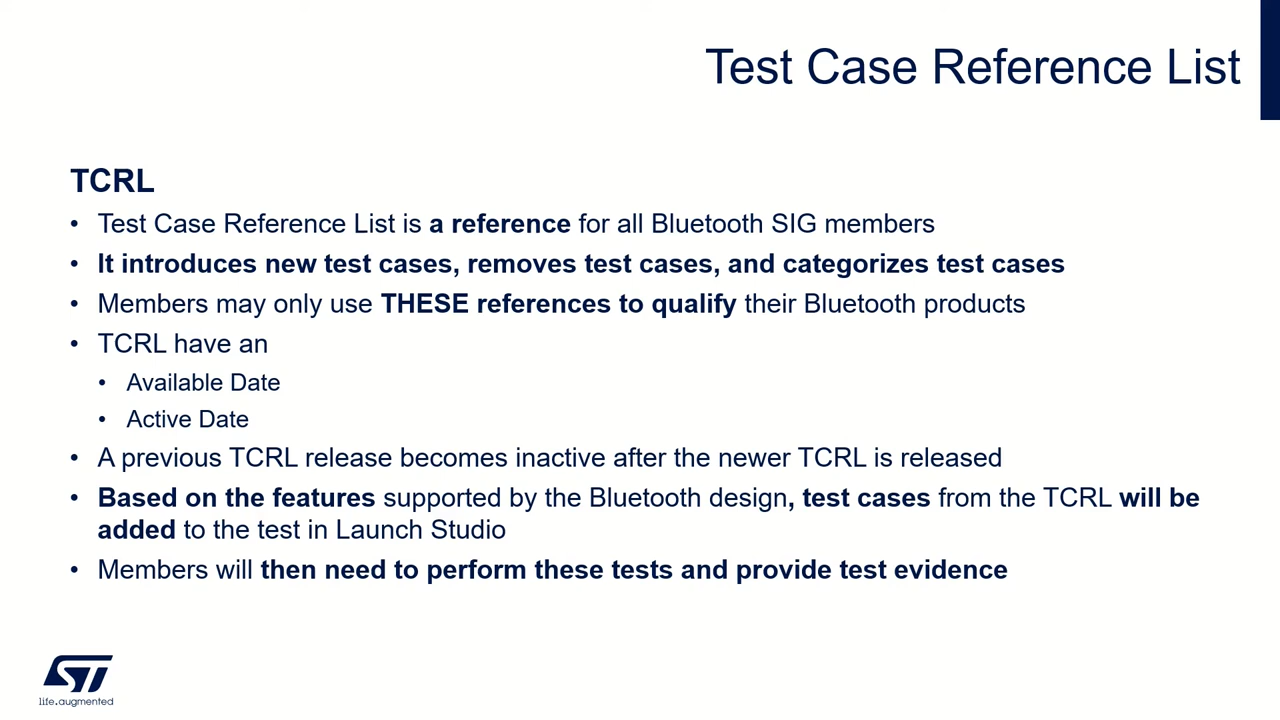 Test Case Reference List
TCRL
• Test Case Reference List is a reference for all Bluetooth SIG members
• It introduces new test cases, removes test cases, and categorizes test cases
• Members may only use THESE references to qualify their Bluetooth products
• TCRL have an
• Available Date
• Active Date
• A previous TCRL release becomes inactive after the newer TCRL is released
• Based on the features supported by the Bluetooth design, test cases from the TCRL will be
added to the test in Launch Studio
• Members will then need to perform these tests and provide test evidence
ST
life.augmented